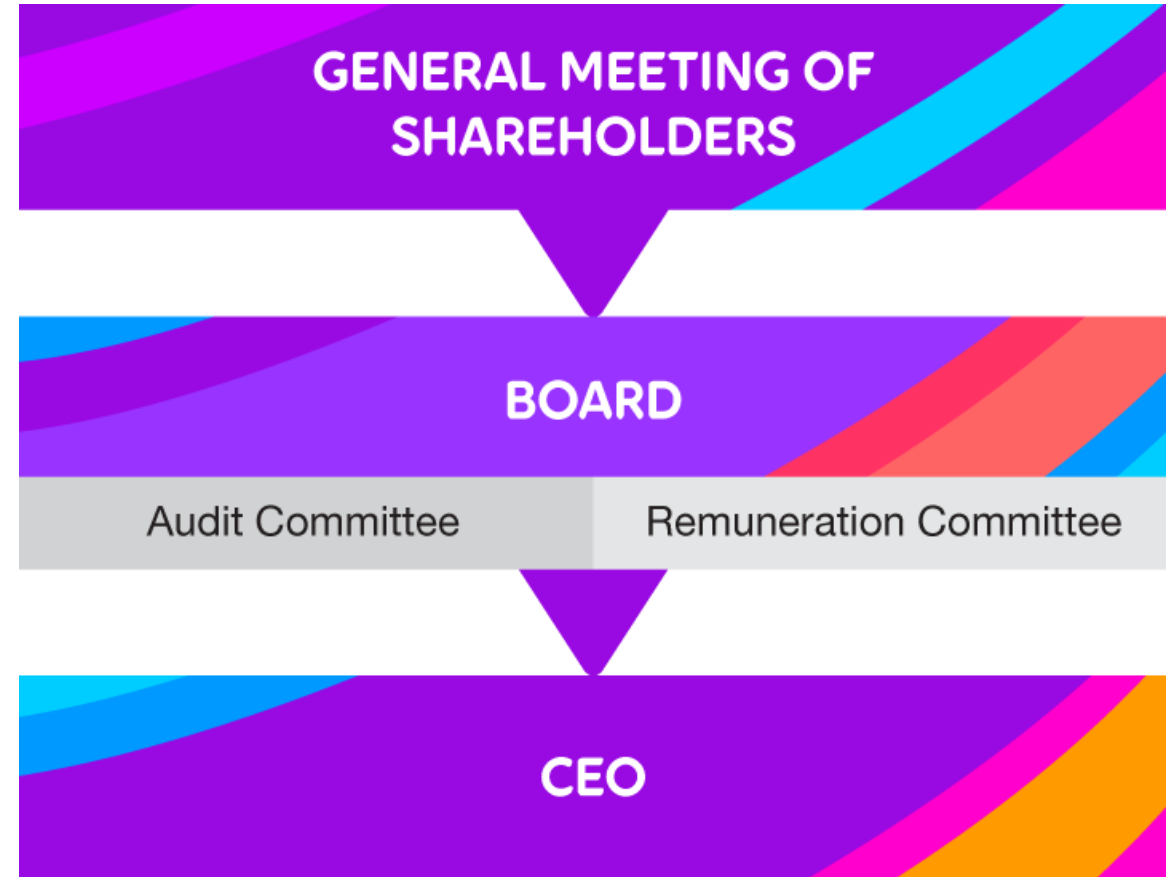 GENERAL MEETING OF
SHAREHOLDERS
BOARD
Audit Committee
Remuneration Committee
CEO